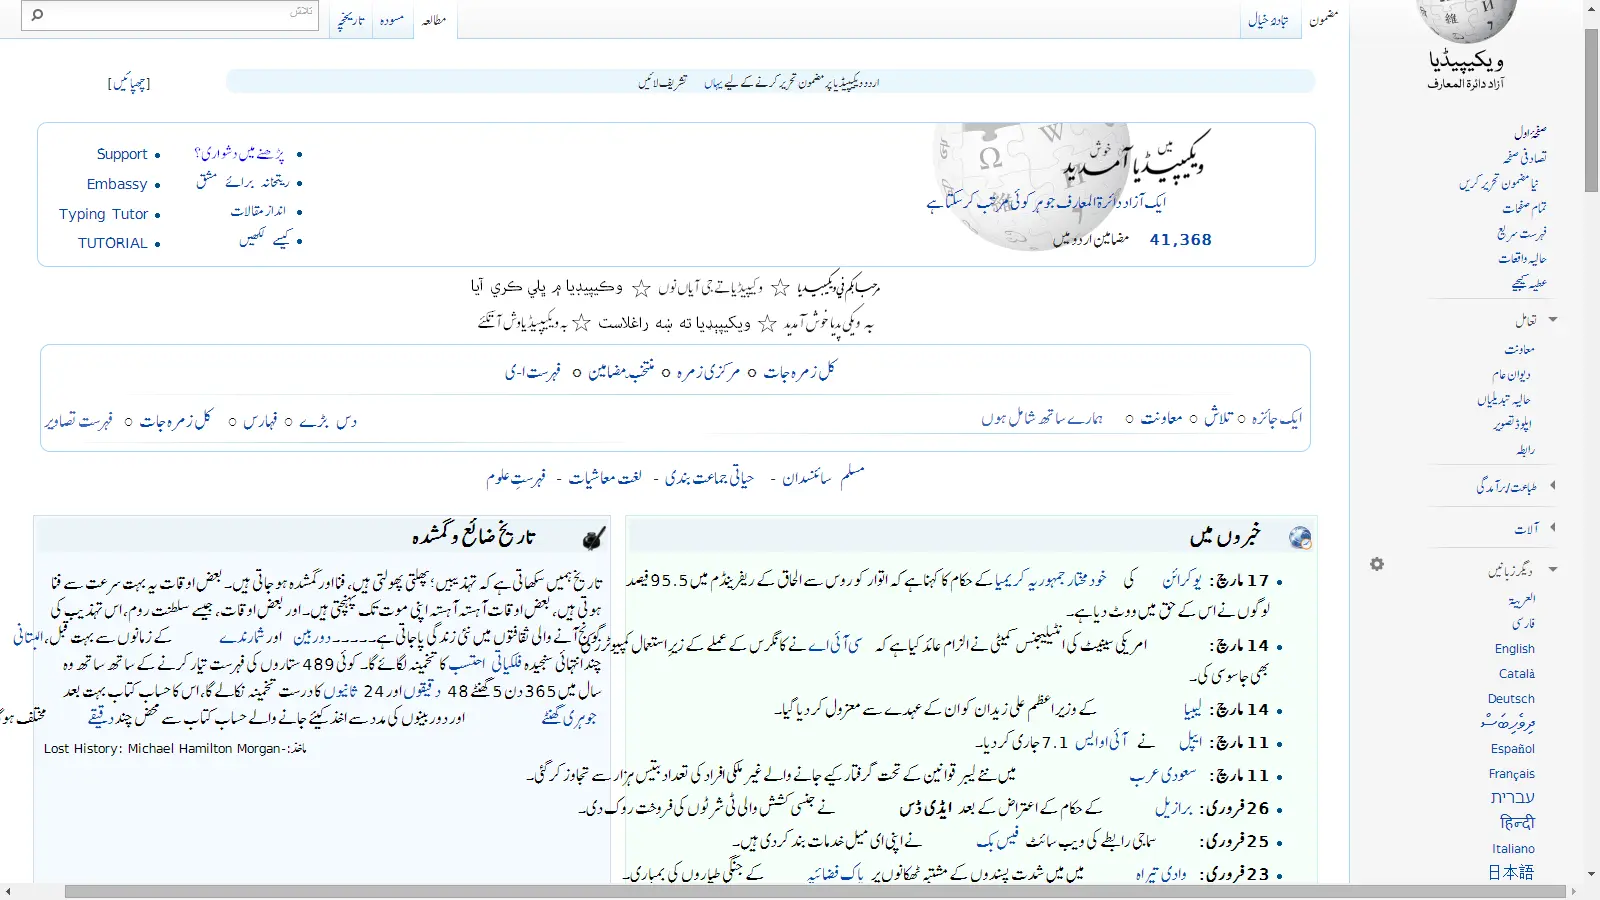 مضمون
تبادلۂ خیال
مطالعہ
مسودہ
تاریخچہ
تلاش
ویکیپیڈیا
آزاد دائرۃ المعارف
صفحۂ اول
تصادفی صفحہ
نیا مضمون تحریر کریں
تمام صفحات
فہرست سریع
حالیہ واقعات
عطیہ کیجیے
تعامل
معاونت
دیوان عام
حالیہ تبدیلیاں
اپلوڈ تصویر
رابطہ
طباعت/برآمدگی
آلات
دیگر زبانیں
العربية
فارسی
English
Català
Deutsch
ދިވެހިބަސް
Español
Français
עברית
हिन्दी
Italiano
日本語
اردو ویکیپیڈیا پر مضمون تحریر کرنے کے لیے یہاں تشریف لائیں
[چھپائیں]
ویکیپیڈیا میں خوش آمدید
ایک آزاد دائرۃ المعارف جو ہر کوئی مرتب کرسکتا ہے
41,368 مضامین اردو میں
پڑھنے میں دشواری؟
ریتخانہ برائے مشق
انداز مقالات
کیسے لکھیں
Support
Embassy
Typing Tutor
TUTORIAL
مرحبا بكم في ويكيبيديا ☆ وکیپیڈیا تے جی آیاں نوں ☆ وڪيپيڊيا ۾ ڀلي ڪري آيا
بہ ویکی پدیا خوش آمدید ☆ ويکيپېډيا ته ښه راغلاست ☆ بہ ویکیپیڈیا وش آتکئے
کل زمرہ جات ○ مرکزی زمرہ ○ منتخب مضامین ○ فہرست ا-ی
ایک جائزہ ○ تلاش ○ معاونت ○ ہمارے ساتھ شامل ہوں
دس بڑے ○ فہارس ○ کل زمرہ جات ○ فہرست تصاویر
مسلم سائنسدان - حیاتی جماعت بندی - لغت معاشیات - فہرستِ علوم
خبروں میں
17 مارچ: یوکرائن کی خود مختار جمہوریہ کریمیا کے حکام کا کہنا ہے کہ اتوار کو روس سے الحاق کے ریفرینڈم میں 95.5 فیصد
لوگوں نے اس کے حق میں ووٹ دیا ہے۔
14 مارچ: امریکی سینیٹ کی انٹیلیجنس کمیٹی نے الزام عائد کیا ہے کہ سی آئی اے نے کانگرس کے عملے کے زیرِ استعمال کمپیوٹرز کی
بھی جاسوسی کی۔
14 مارچ: لیبیا کے وزیر اعظم علی زیدان کو ان کے عہدے سے معزول کر دیا گیا۔
11 مارچ: ایپل نے آئی او ایس 7.1 جاری کر دیا۔
11 مارچ: سعودی عرب میں نئے لیبر قوانین کے تحت گرفتار کیے جانے والے غیر ملکی افراد کی تعداد بتیس ہزار سے تجاوز کر گئی۔
26 فروری: برازیل کے حکام کے اعتراض کے بعد ایڈی ڈس نے جنسی کشش والی ٹی شرٹوں کی فروخت روک دی۔
25 فروری: سماجی رابطے کی ویب سائٹ فیس بک نے اپنی ای میل خدمات بند کر دی ہیں۔
23 فروری: وادی تیراہ میں میں شدت پسندوں کے مشتبہ ٹھکانوں پر پاک فضائیہ کے جنگی طیاروں کی بمباری۔
تاریخ ضائع و گمشدہ
تاریخ ہمیں سکھاتی ہے کہ تہذیبیں؛ پھلتی پھولتی ہیں، فنا اور گمشدہ ہو جاتی ہیں۔ بعض اوقات یہ بہت سرعت سے فنا
ہوتی ہیں، بعض اوقات آہستہ آہستہ اپنی موت تک پہنچتی ہیں۔ اور بعض اوقات، جیسے سلطنت روم، اس تہذیب کی
گونج آنے والی ثقافتوں میں نئی زندگی پا جاتی ہے۔۔۔۔۔ دوربین اور شمارندے کے زمانوں سے بہت قبل، البتانی
چند انتہائی سنجیدہ فلکیاتی احتسب کا تخمینہ لگائے گا۔ کوئی 489 ستاروں کی فہرست تیار کرنے کے ساتھ ساتھ وہ
سال میں 365 دن 5 گھنٹے 48 دقیقوں اور 24 ثانیوں کا درست تخمینہ نکالے گا، اس کا حساب کتاب بہت بعد
جوہری گھنٹے اور دور بینوں کی مدد سے اخذ کیئے جانے والے حساب کتاب سے محض چند دقیقے مختلف
ماخذ:- Lost History: Michael Hamilton Morgan